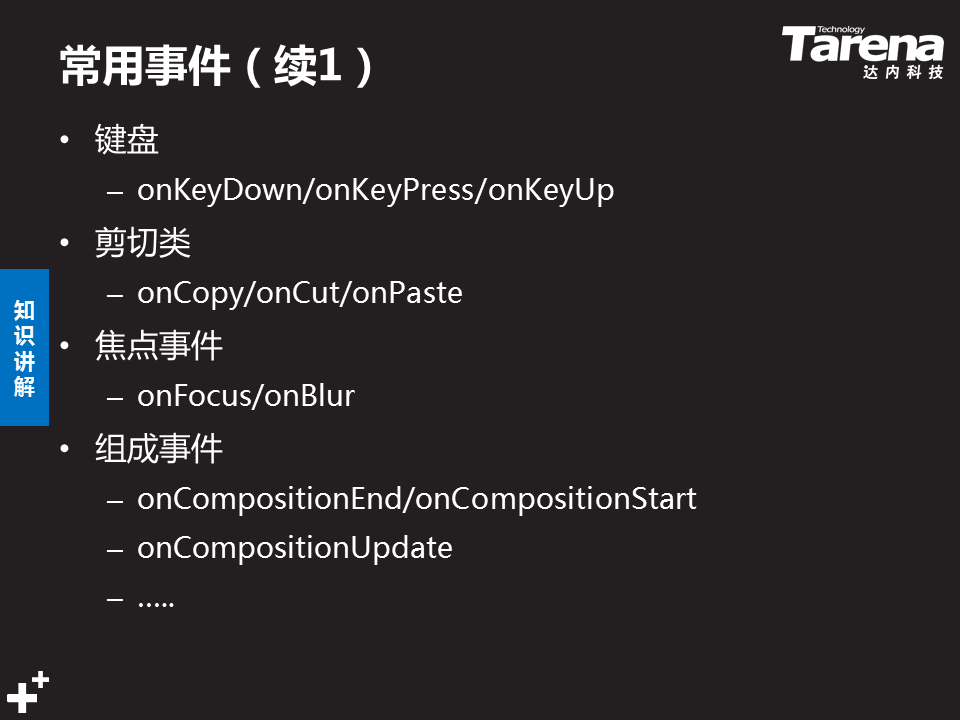 常用事件（续1）
Technology
Tarena
达内科技
• 键盘
– onKeyDown/onKeyPress/onKeyUp
• 剪切类
– onCopy/onCut/onPaste
知识讲解
• 焦点事件
– onFocus/onBlur
• 组成事件
– onCompositionEnd/onCompositionStart
– onCompositionUpdate
– .....